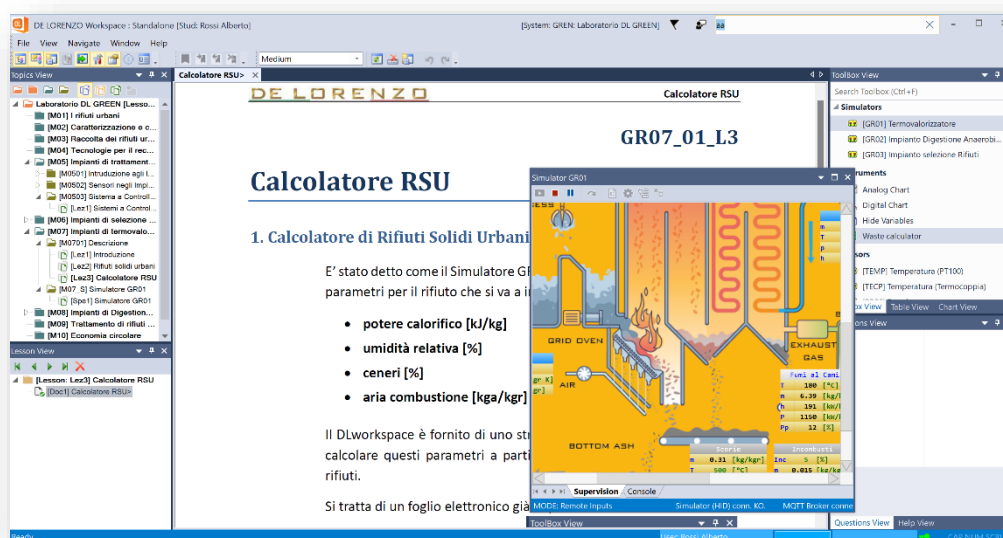 DE LORENZO Workspace : Standalone [Stud: Rossi Alberto]
[System: GREN: Laboratorio DL GREEN]
aa
File View Navigate Window Help
Medium
Topics View
Laboratorio DL GREEN [Lesso...
[M01] I rifiuti urbani
[M02] Caratterizzazione e c...
[M03] Raccolta dei rifiuti ur...
[M04] Tecnologie per il rec...
[M05] Impianti di trattament...
[M0501] Intruduzione agli I...
[M0502] Sensori negli Impi...
[M0503] Sistema a Controll...
[Lez1] Sistemi a Control...
[M06] Impianti di selezione ...
[M07] Impianti di termovalo...
[M0701] Descrizione
[Lez1] Introduzione
[Lez2] Rifiuti solidi urbani
[Lez3] Calcolatore RSU
[M07_S] Simulatore GR01
[Spe1] Simulatore GR01
[M08] Impianti di Digestion...
[M09] Trattamento di rifiuti ...
[M10] Economia circolare
Lesson View
[Lesson: Lez3] Calcolatore RSU
[Doc1] Calcolatore RSU>
Calcolatore RSU>
DE LORENZO
Calcolatore RSU
GR07_01_L3
Calcolatore RSU
1. Calcolatore di Rifiuti Solidi Urbani
E' stato detto come il Simulatore
parametri per il rifiuto che si va a
• potere calorifico [kJ/kg]
• umidità relativa [%]
• ceneri [%]
• aria combustione [kga/kgr]
Il DLworkspace è fornito di uno
calcolare questi parametri a
rifiuti.
Si tratta di un foglio elettronico
Simulator GR01
GRID OVEN
AIR
BOTTOM ASH
EXHAUST
GAS
m
T
p
h
Fumi al Cami
T 180 [°C]
m 6.39
h 191
P 1150
Pp 12 [%]
Scorie
m 0.31 [kg/kgr]
T 500 [°C]
Incombusti
Inc 5 [%]
m 0.015
Supervision Console
MODE: Remote Inputs Simulator (HID) conn. KO. MQTT Broker conne
ToolBox View
ToolBox View
Search Toolbox (Ctrl+F)
Simulators
[GR01] Termovalorizzatore
[GR02] Impianto Digestione Anaerobi...
[GR03] Impianto selezione Rifiuti
Analog Chart
Digital Chart
Hide Variables
Waste calculator
[TEMP] Temperatura (PT100)
[TECP] Temperatura (Termocoppia)
Table View Chart View
Questions View Help View
Ready
User: Rossi Alberto
CAP NUM